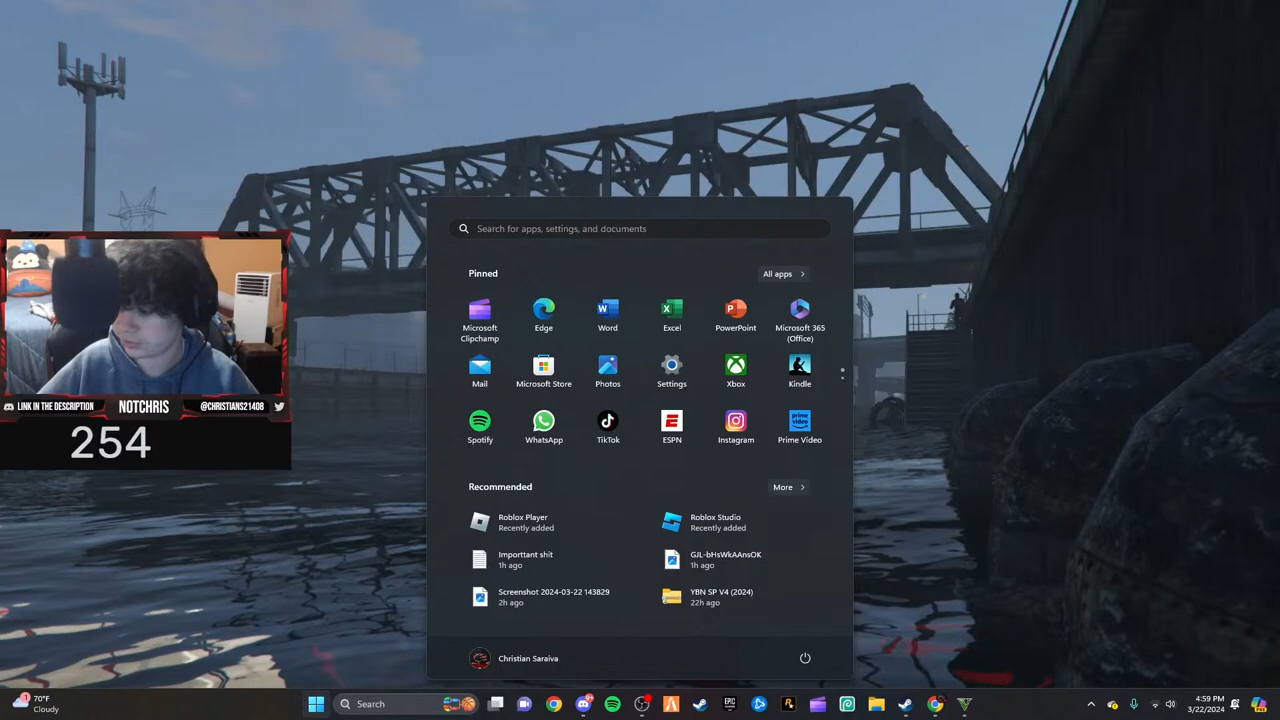 Search for apps, settings, and documents
Pinned
All apps
Microsoft Clipchamp
Edge
Word
Excel
PowerPoint
Microsoft 365 (Office)
Mail
Microsoft Store
Photos
Settings
Xbox
Kindle
Spotify
WhatsApp
TikTok
ESPN
Instagram
Prime Video
Recommended
More
Roblox Player
Recently added
Roblox Studio
Recently added
Importtant shit
1h ago
GJL-bHsWkAAnsOK
1h ago
Screenshot 2024-03-22 143829
2h ago
YBN SP V4 (2024)
22h ago
Christian Saraiva
LINK IN THE DESCRIPTION
NOTCHRIS
@CHRISTIANS21408
254
70°F
Cloudy
Search
4:59 PM
3/22/2024